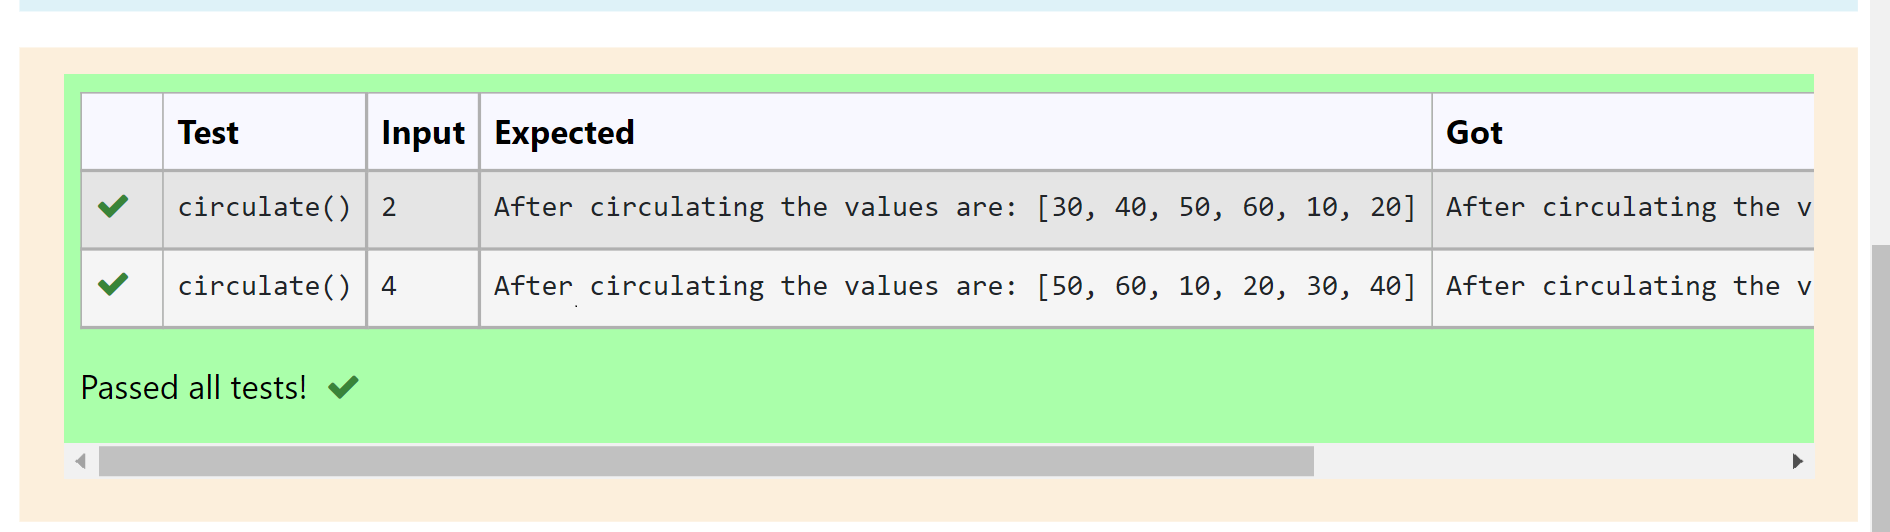 Test Input Expected Got
circulate() 2 After circulating the values are: [30, 40, 50, 60, 10, 20] After circulating the v
circulate() 4 After circulating the values are: [50, 60, 10, 20, 30, 40] After circulating the v
Passed all tests!